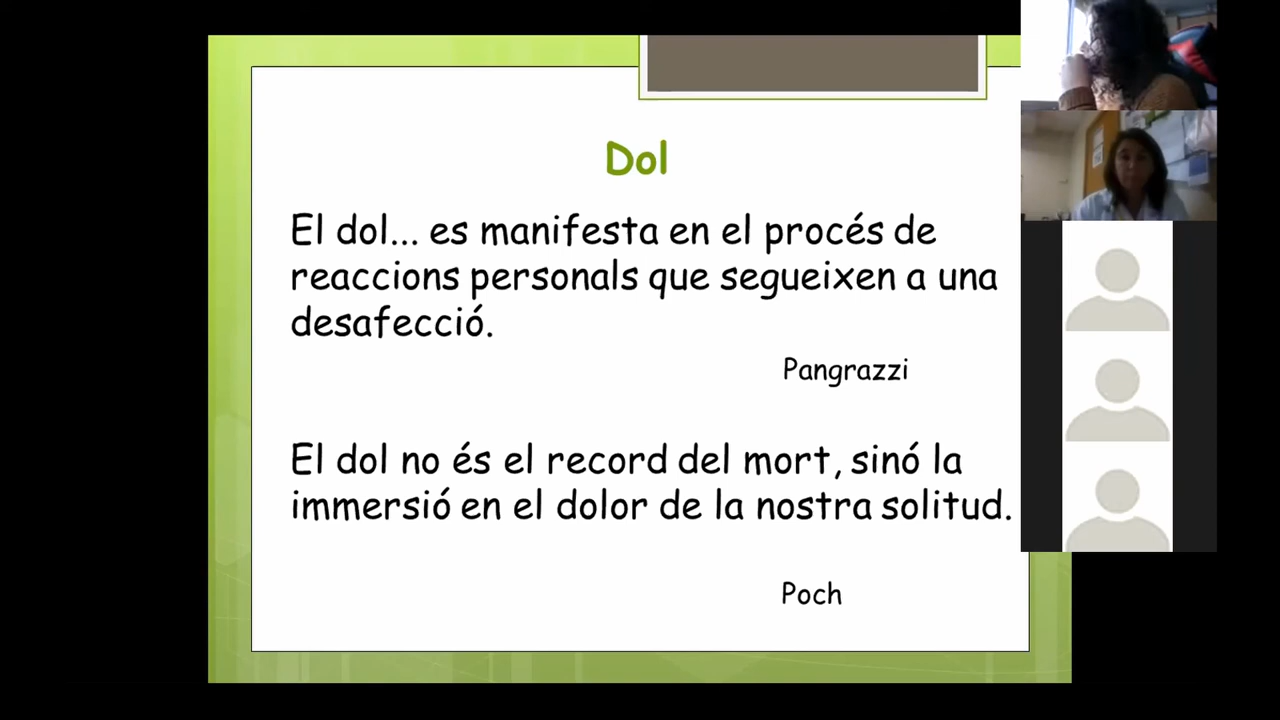 Dol
El dol... es manifesta en el procés de
reaccions personals que segueixen a una
desafecció.
Pangrazzi
El dol no és el record del mort, sinó la
immersió en el dolor de la nostra solitud.
Poch